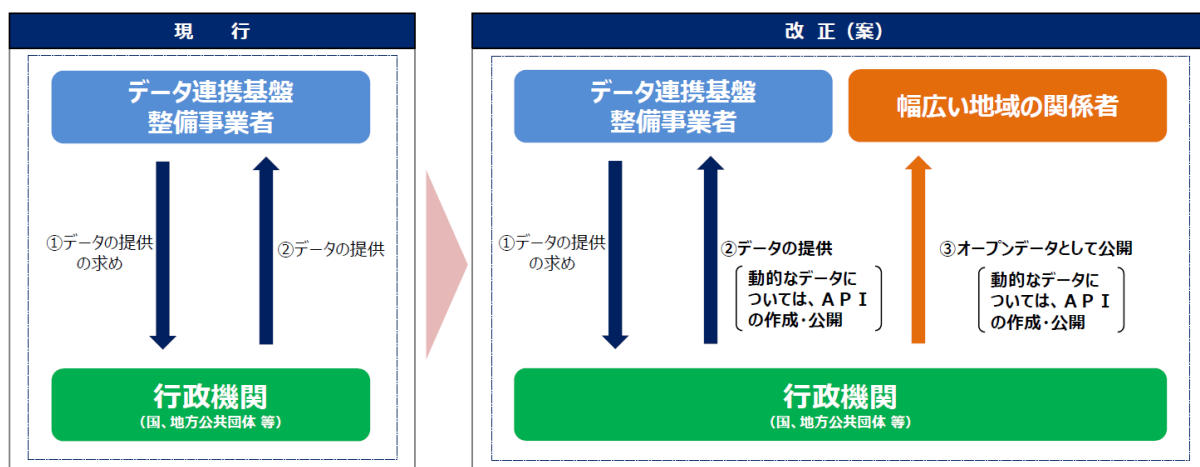 現 行
データ連携基盤
整備事業者
①データの提供
の求め
②データの提供
行政機関
(国、地方公共団体 等)
改 正(案)
データ連携基盤
整備事業者
幅広い地域の関係者
①データの提供
の求め
②データの提供
動的なデータに
ついては、API
の作成・公開
③オープンデータとして公開
動的なデータに
ついては、API
の作成・公開
行政機関
(国、地方公共団体 等)